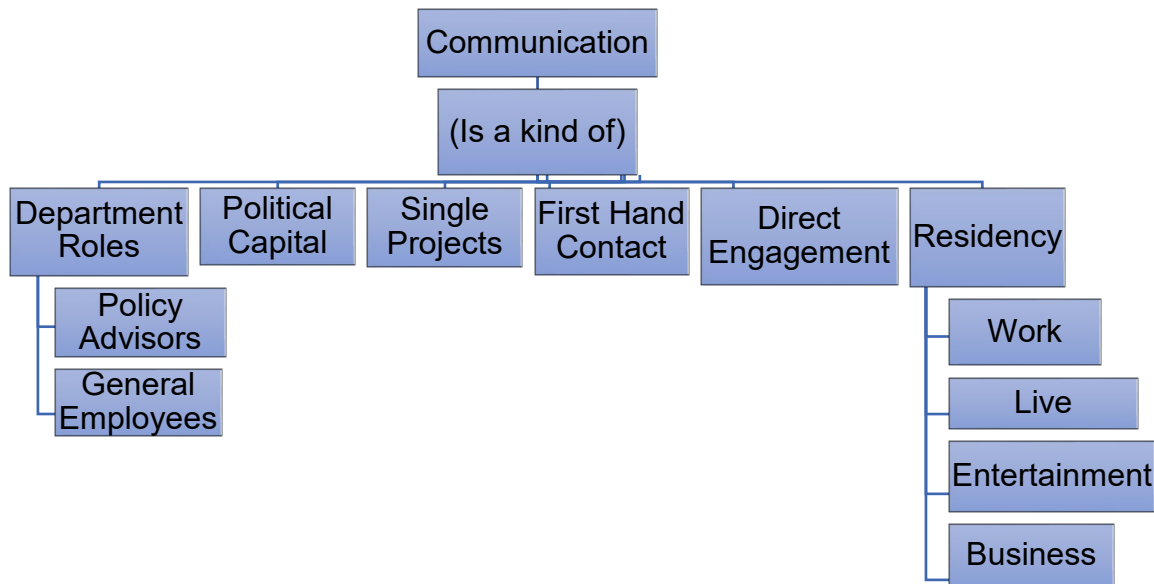 Communication
(Is a kind of)
Department
Roles
Political
Capital
Single
Projects
First Hand
Contact
Direct
Engagement
Residency
Policy
Advisors
General
Employees
Work
Live
Entertainment
Business